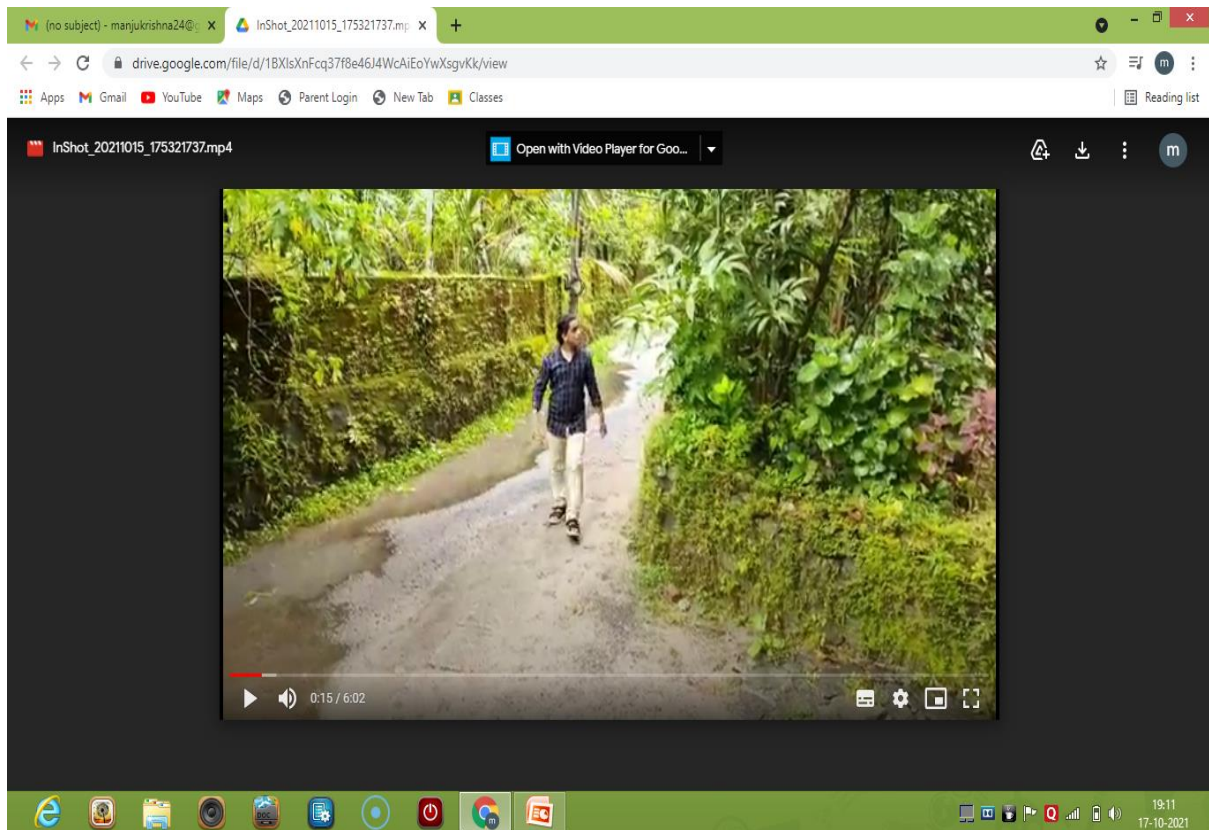 (no subject) - manjukrishna24@g
InShot_20211015_175321737.mp
drive.google.com/file/d/1BXlsXnFcq37f8e46J4WcAiEoYwXsgvKk/view
Apps Gmail YouTube Maps Parent Login New Tab Classes Reading list
InShot_20211015_175321737.mp4 Open with Video Player for Goo... m
0:15 / 6:02
19:11
17-10-2021